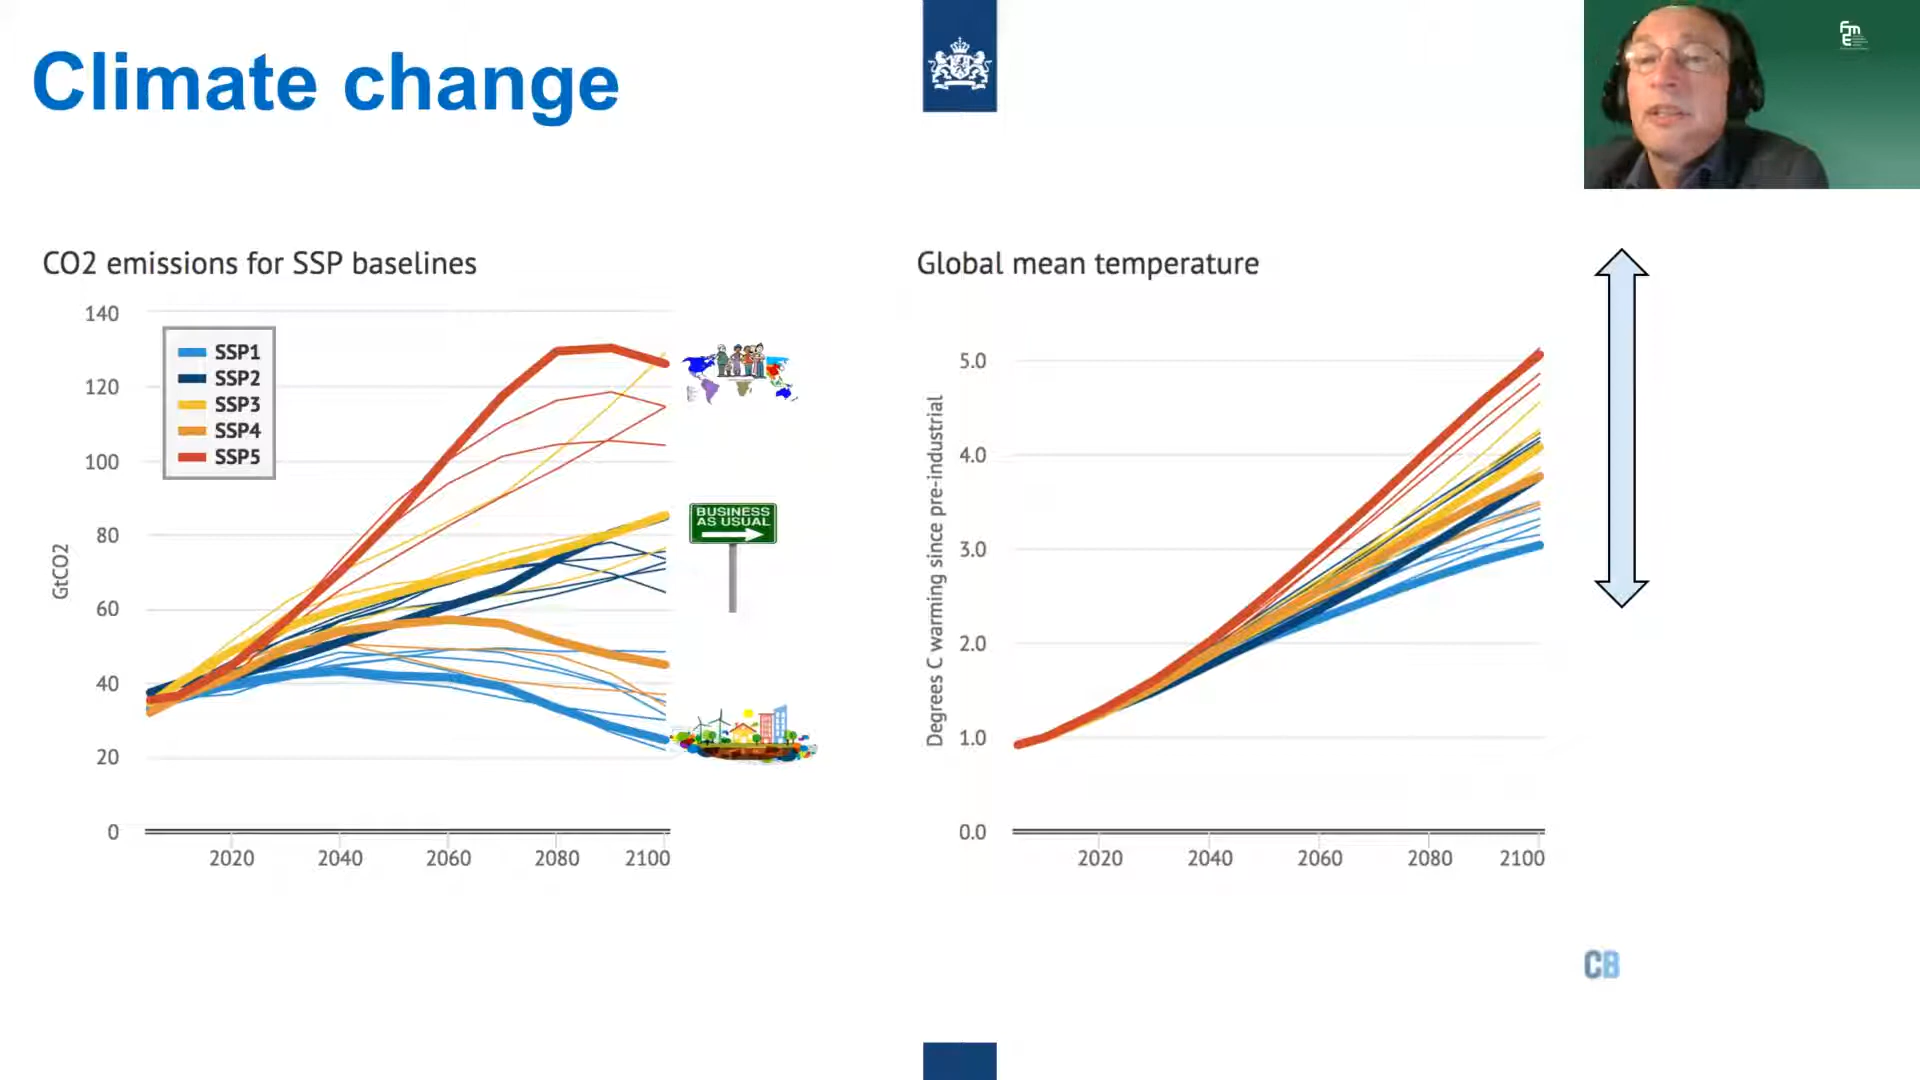 Climate change
FME
CO2 emissions for SSP baselines
GtCO2
140
120
100
80
60
40
20
0
SSP1
SSP2
SSP3
SSP4
SSP5
2020 2040 2060 2080 2100
BUSINESS
AS USUAL
Global mean temperature
Degrees C warming since pre-industrial
5.0
4.0
3.0
2.0
1.0
0.0
2020 2040 2060 2080 2100
CB